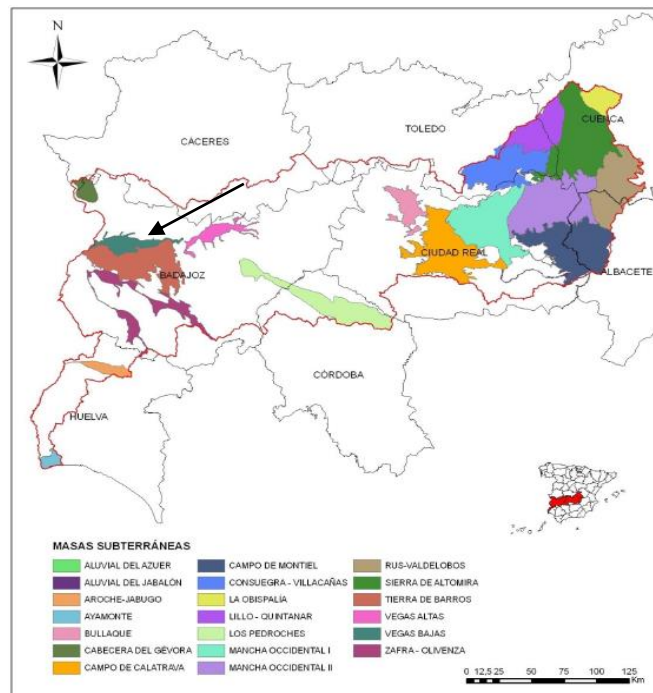 N
CÁCERES
TOLEDO
CUENCA
BADAJOZ
CIUDAD REAL
ALBACETE
CÓRDOBA
HUELVA
MASAS SUBTERRÁNEAS
ALUVIAL DEL AZUER
ALUVIAL DEL JABALÓN
AROCHE-JABUGO
AYAMONTE
BULLAQUE
CABECERA DEL GÉVORA
CAMPO DE CALATRAVA
CAMPO DE MONTIEL
CONSUEGRA - VILLACAÑAS
LA OBISPALÍA
LILLO - QUINTANAR
LOS PEDROCHES
MANCHA OCCIDENTAL I
MANCHA OCCIDENTAL II
RUS-VALDELOBOS
SIERRA DE ALTOMIRA
TIERRA DE BARROS
VEGAS ALTAS
VEGAS BAJAS
ZAFRA - OLIVENZA
0 12,5 25 50 75 100 125
Km